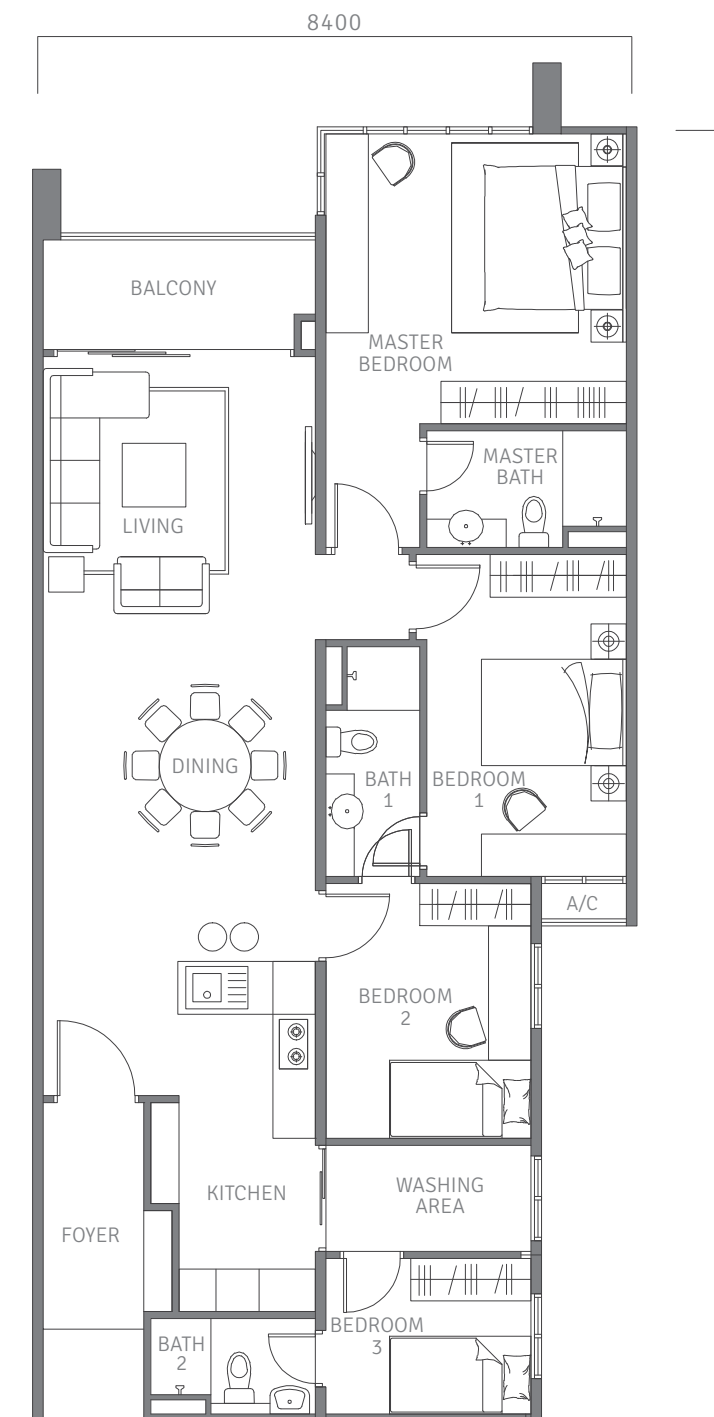 8400
BALCONY
MASTER
BEDROOM
MASTER
BATH
LIVING
DINING
BATH
1
BEDROOM
1
A/C
BEDROOM
2
KITCHEN
WASHING
AREA
FOYER
BATH
2
BEDROOM
3